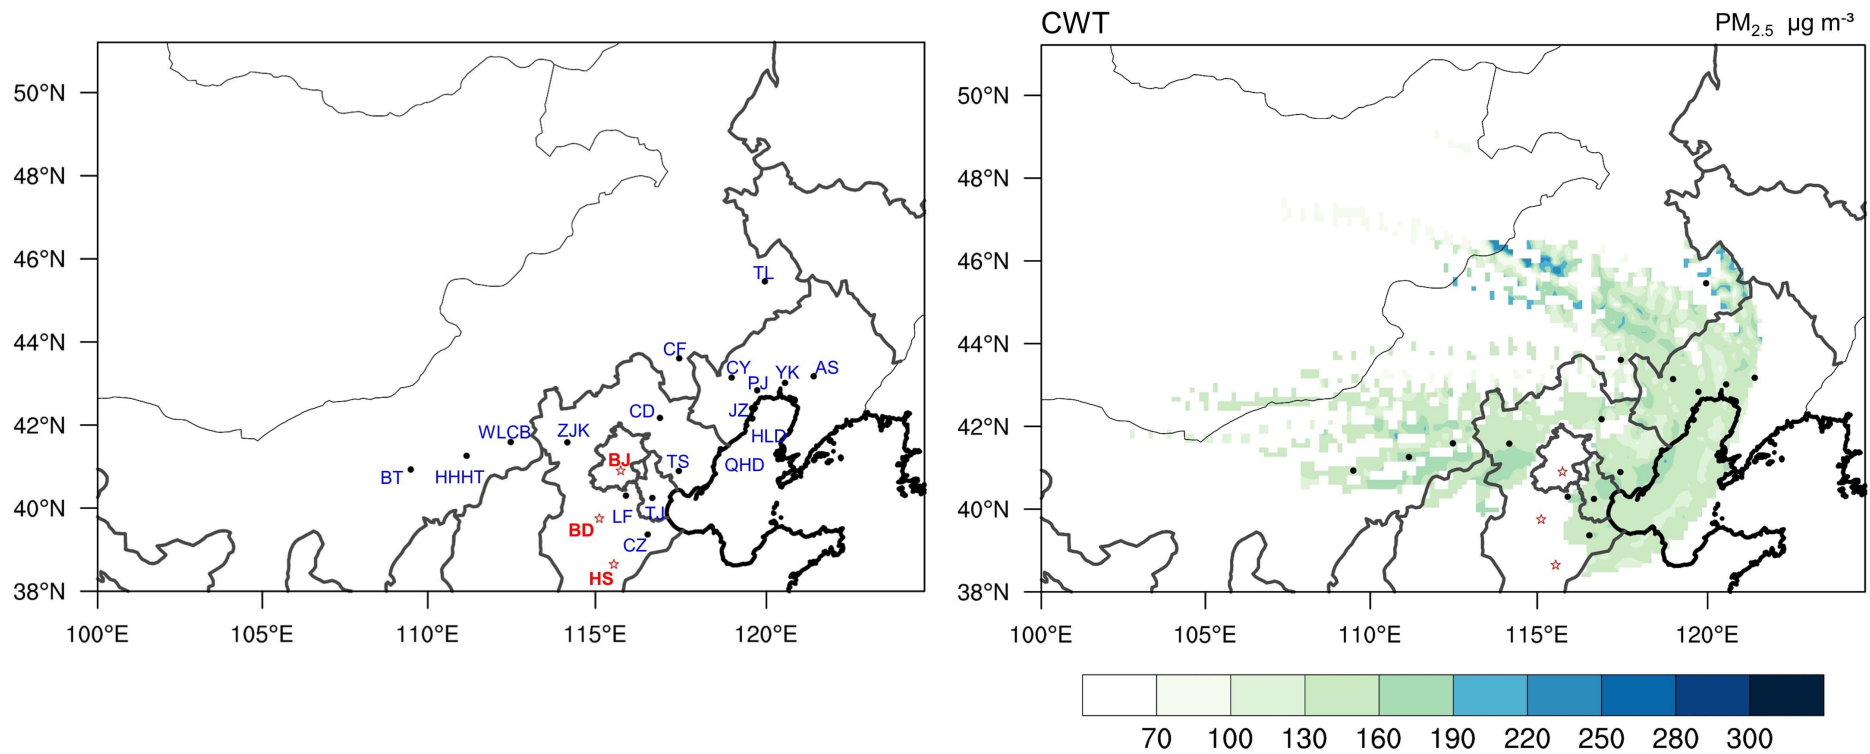 CWT
PM2.5 µg m-³
50°N
48°N
46°N
44°N
42°N
40°N
38°N
100°E
105°E
110°E
115°E
120°E
TL
CF
CY
PJ
YK
AS
CD
JZ
WLCB
ZJK
HLD
BJ
TS
QHD
BT
HHHT
LF
TJ
BD
CZ
HS
50°N
48°N
46°N
44°N
42°N
40°N
38°N
100°E
105°E
110°E
115°E
120°E
70 100 130 160 190 220 250 280 300